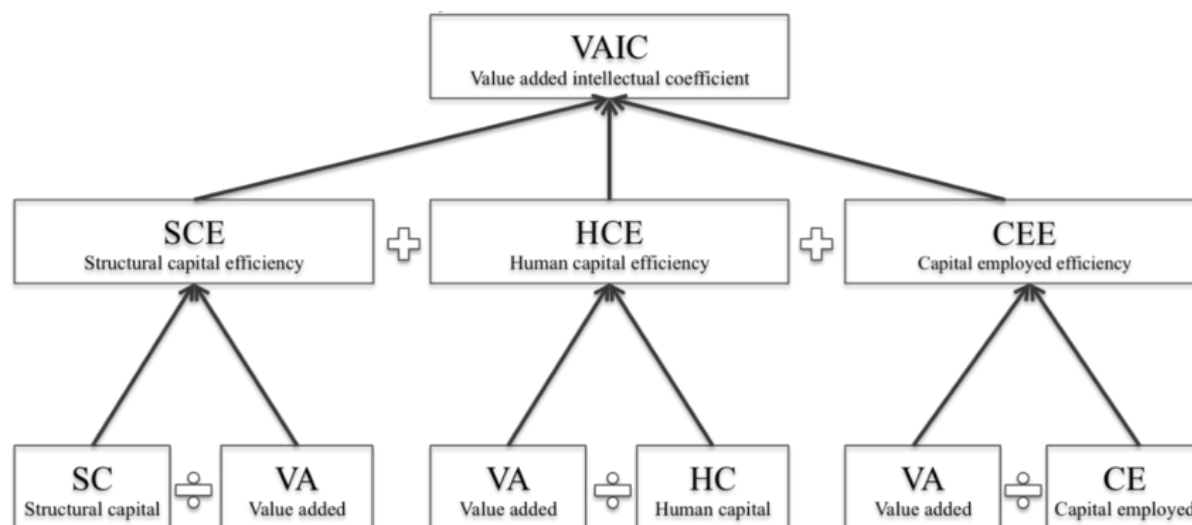 VAIC
Value added intellectual coefficient
SCE
Structural capital efficiency
HCE
Human capital efficiency
CEE
Capital employed efficiency
SC
Structural capital
VA
Value added
VA
Value added
HC
Human capital
VA
Value added
CE
Capital employed